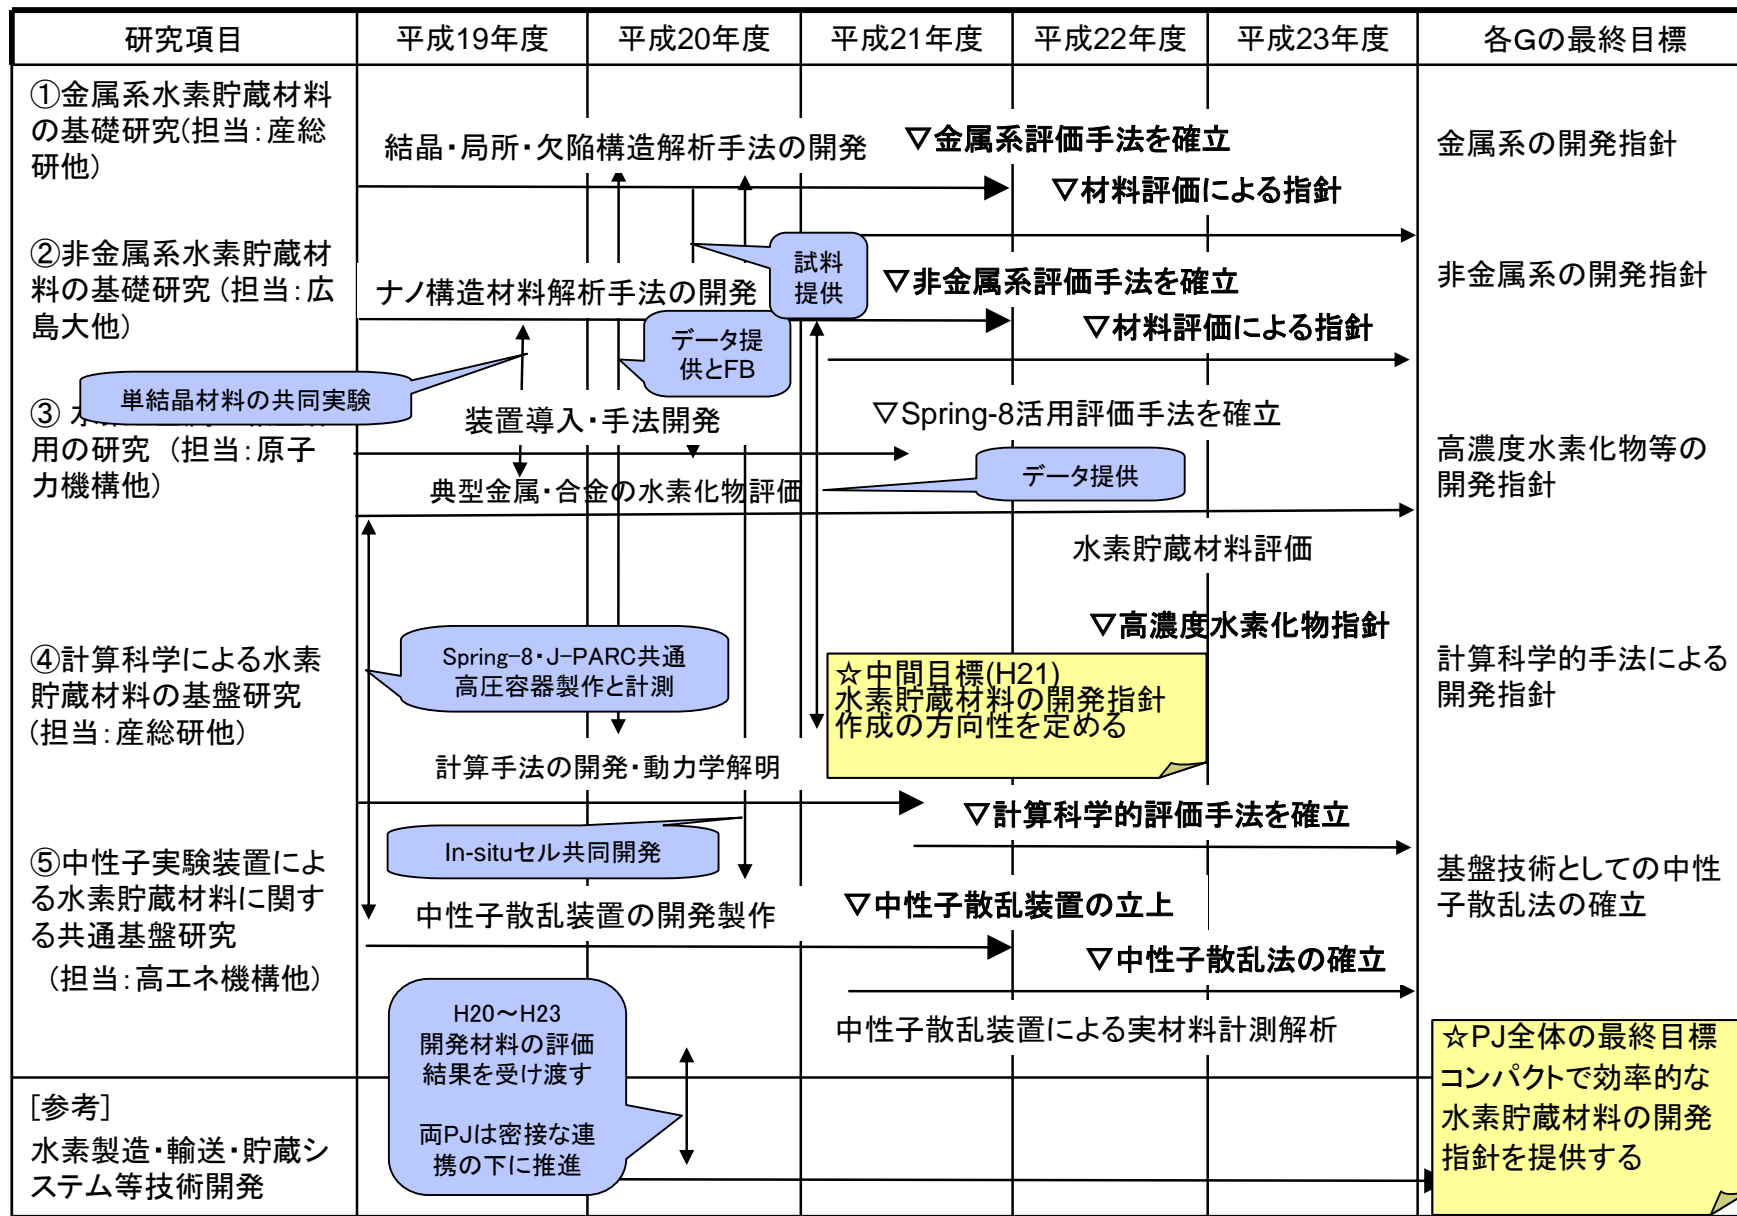 研究項目
平成19年度
平成20年度
平成21年度
平成22年度
平成23年度
各Gの最終目標
①金属系水素貯蔵材料
の基礎研究(担当:産総
研他)
結晶・局所・欠陥構造解析手法の開発
▽金属系評価手法を確立
▽材料評価による指針
金属系の開発指針
②非金属系水素貯蔵材
料の基礎研究(担当:広
島大他)
ナノ構造材料解析手法の開発
試料
提供
▽非金属系評価手法を確立
▽材料評価による指針
非金属系の開発指針
データ提
供とFB
単結晶材料の共同実験
③
用の研究 (担当:原子
力機構他)
装置導入・手法開発
▽Spring-8活用評価手法を確立
データ提供
典型金属・合金の水素化物評価
水素貯蔵材料評価
▽高濃度水素化物指針
高濃度水素化物等の
開発指針
④計算科学による水素
貯蔵材料の基盤研究
(担当:産総研他)
Spring-8・J-PARC共通
高圧容器製作と計測
☆中間目標(H21)
水素貯蔵材料の開発指針
作成の方向性を定める
計算手法の開発・動力学解明
▽計算科学的評価手法を確立
計算科学的手法による
開発指針
In-situセル共同開発
⑤中性子実験装置によ
る水素貯蔵材料に関す
る共通基盤研究
(担当:高エネ機構他)
中性子散乱装置の開発製作
▽中性子散乱装置の立上
▽中性子散乱法の確立
中性子散乱装置による実材料計測解析
基盤技術としての中性
子散乱法の確立
H20～H23
開発材料の評価
結果を受け渡す
両PJは密接な連
携の下に推進
[参考]
水素製造・輸送・貯蔵シ
ステム等技術開発
☆PJ全体の最終目標
コンパクトで効率的な
水素貯蔵材料の開発
指針を提供する